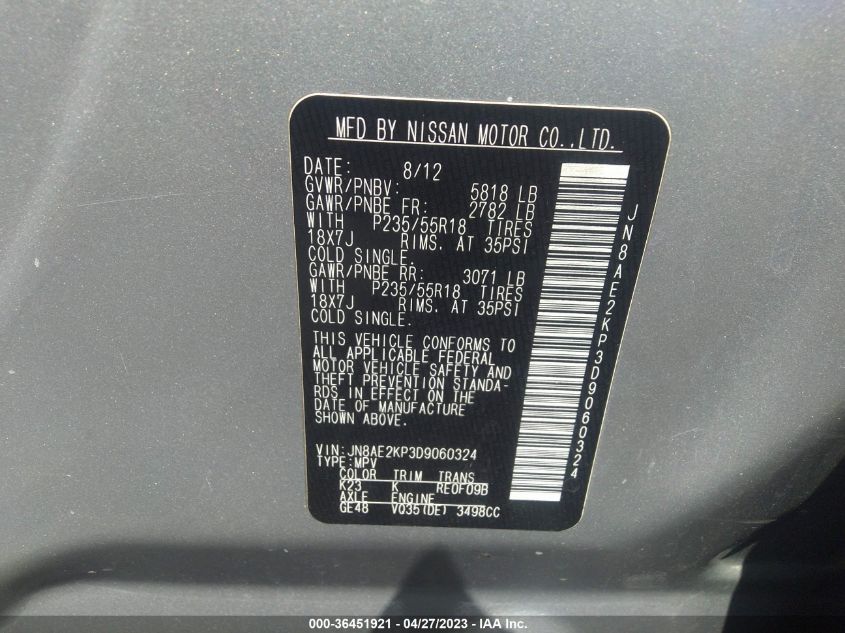 MFD BY NISSAN MOTOR CO.,LTD.
DATE: 8/12
GVWR/PNBV: 5818 LB
GAWR/PNBE FR: 2782 LB
WITH P235/55R18 TIRES
18X7J RIMS. AT 35PSI
COLD SINGLE.
GAWR/PNBE RR: 3071 LB
WITH P235/55R18 TIRES
18X7J RIMS. AT 35PSI
COLD SINGLE.
THIS VEHICLE CONFORMS TO
ALL APPLICABLE FEDERAL
MOTOR VEHICLE SAFETY AND
THEFT PREVENTION STANDA-
RDS IN EFFECT ON THE
DATE OF MANUFACTURE
SHOWN ABOVE.
VIN:JN8AE2KP3D9060324
TYPE:MPV
COLOR TRIM TRANS
K23 K RE0F09B
AXLE ENGINE
GE48 VQ35(DE) 3498CC
JN8AE2KP3D9060324
000-36451921 - 04/27/2023 - IAA Inc.